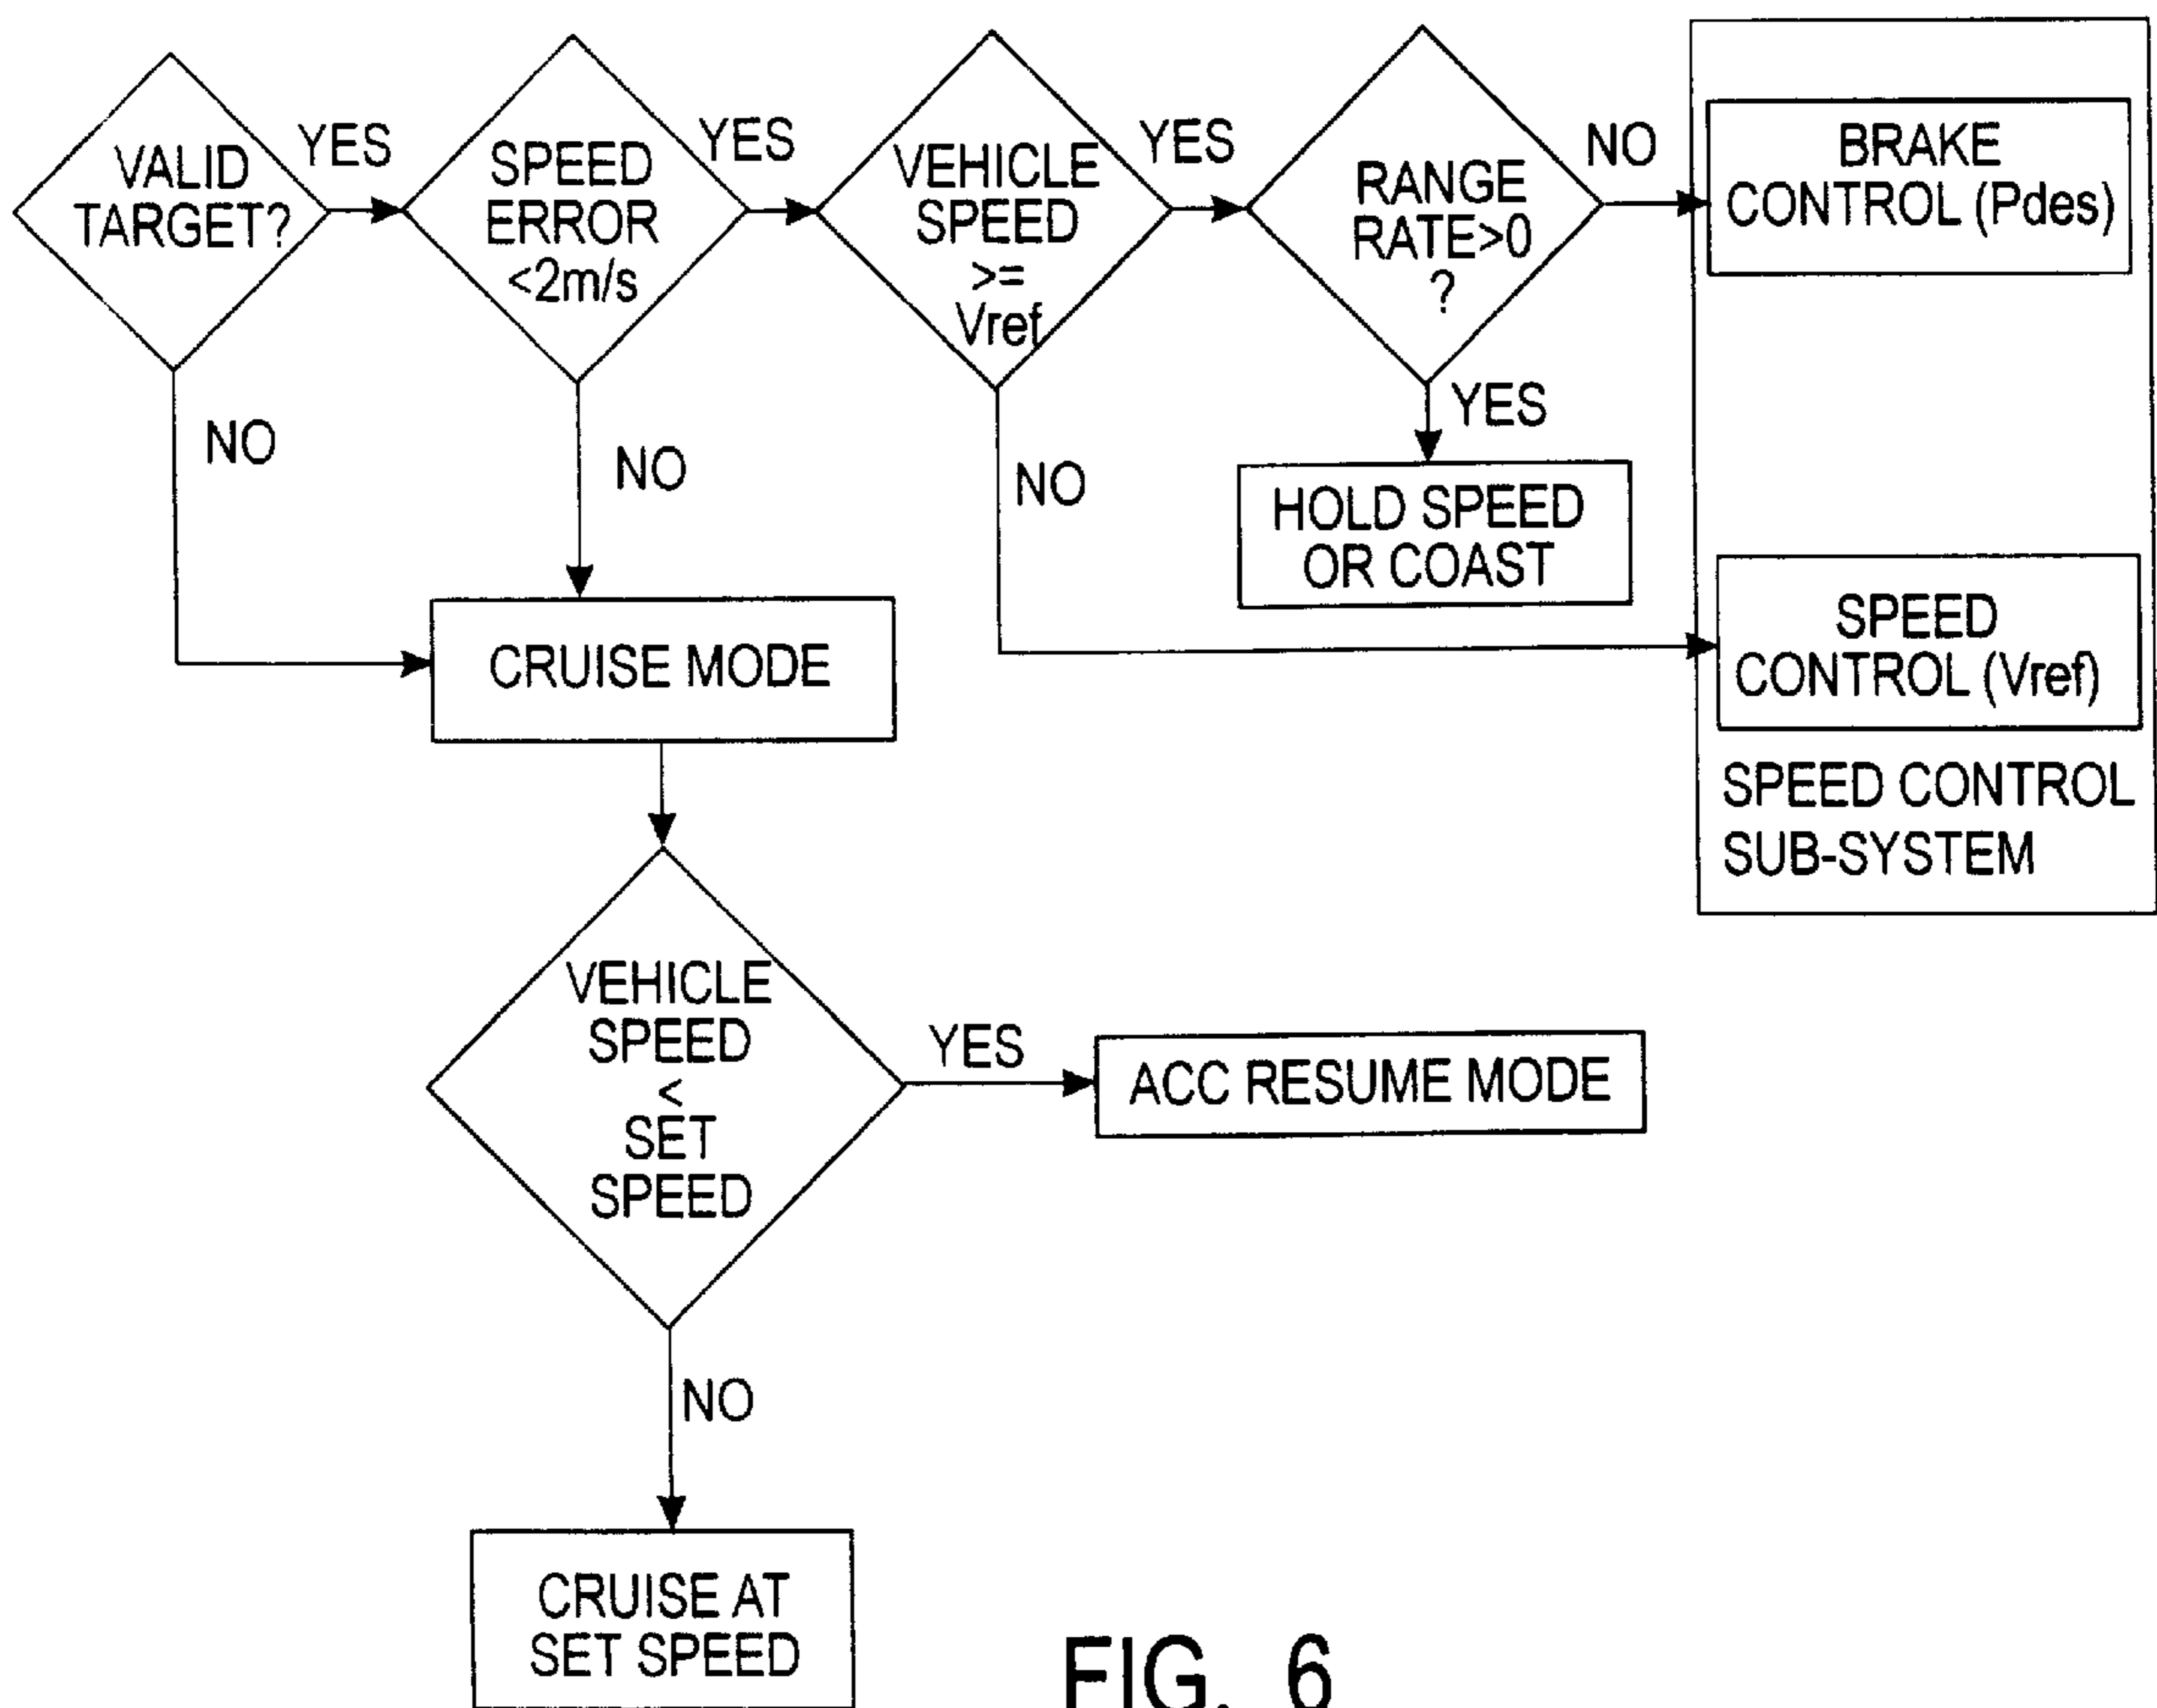 VALID
TARGET?
YES
SPEED
ERROR
<2m/s
YES
VEHICLE
SPEED
>=
Vref
YES
RANGE
RATE>0
?
NO
BRAKE
CONTROL (Pdes)
NO
NO
NO
YES
HOLD SPEED
OR COAST
CRUISE MODE
SPEED
CONTROL (Vref)
SPEED CONTROL
SUB-SYSTEM
VEHICLE
SPEED
<
SET
SPEED
YES
ACC RESUME MODE
NO
CRUISE AT
SET SPEED
FIG. 6